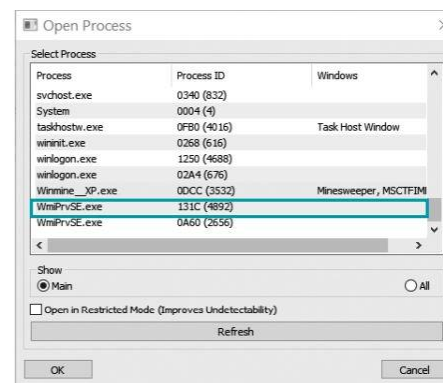 Open Process
Select Process
Process Process ID Windows
svchost.exe 0340 (832)
System 0004 (4)
taskhostw.exe 0FB0 (4016) Task Host Window
wininit.exe 0268 (616)
winlogon.exe 1250 (4688)
winlogon.exe 02A4 (676)
Winmine__XP.exe 0DCC (3532) Minesweeper, MSCTFIM
WmiPrvSE.exe 131C (4892)
WmiPrvSE.exe 0A60 (2656)
Show
Main All
Open in Restricted Mode (Improves Undetectability)
Refresh
OK Cancel